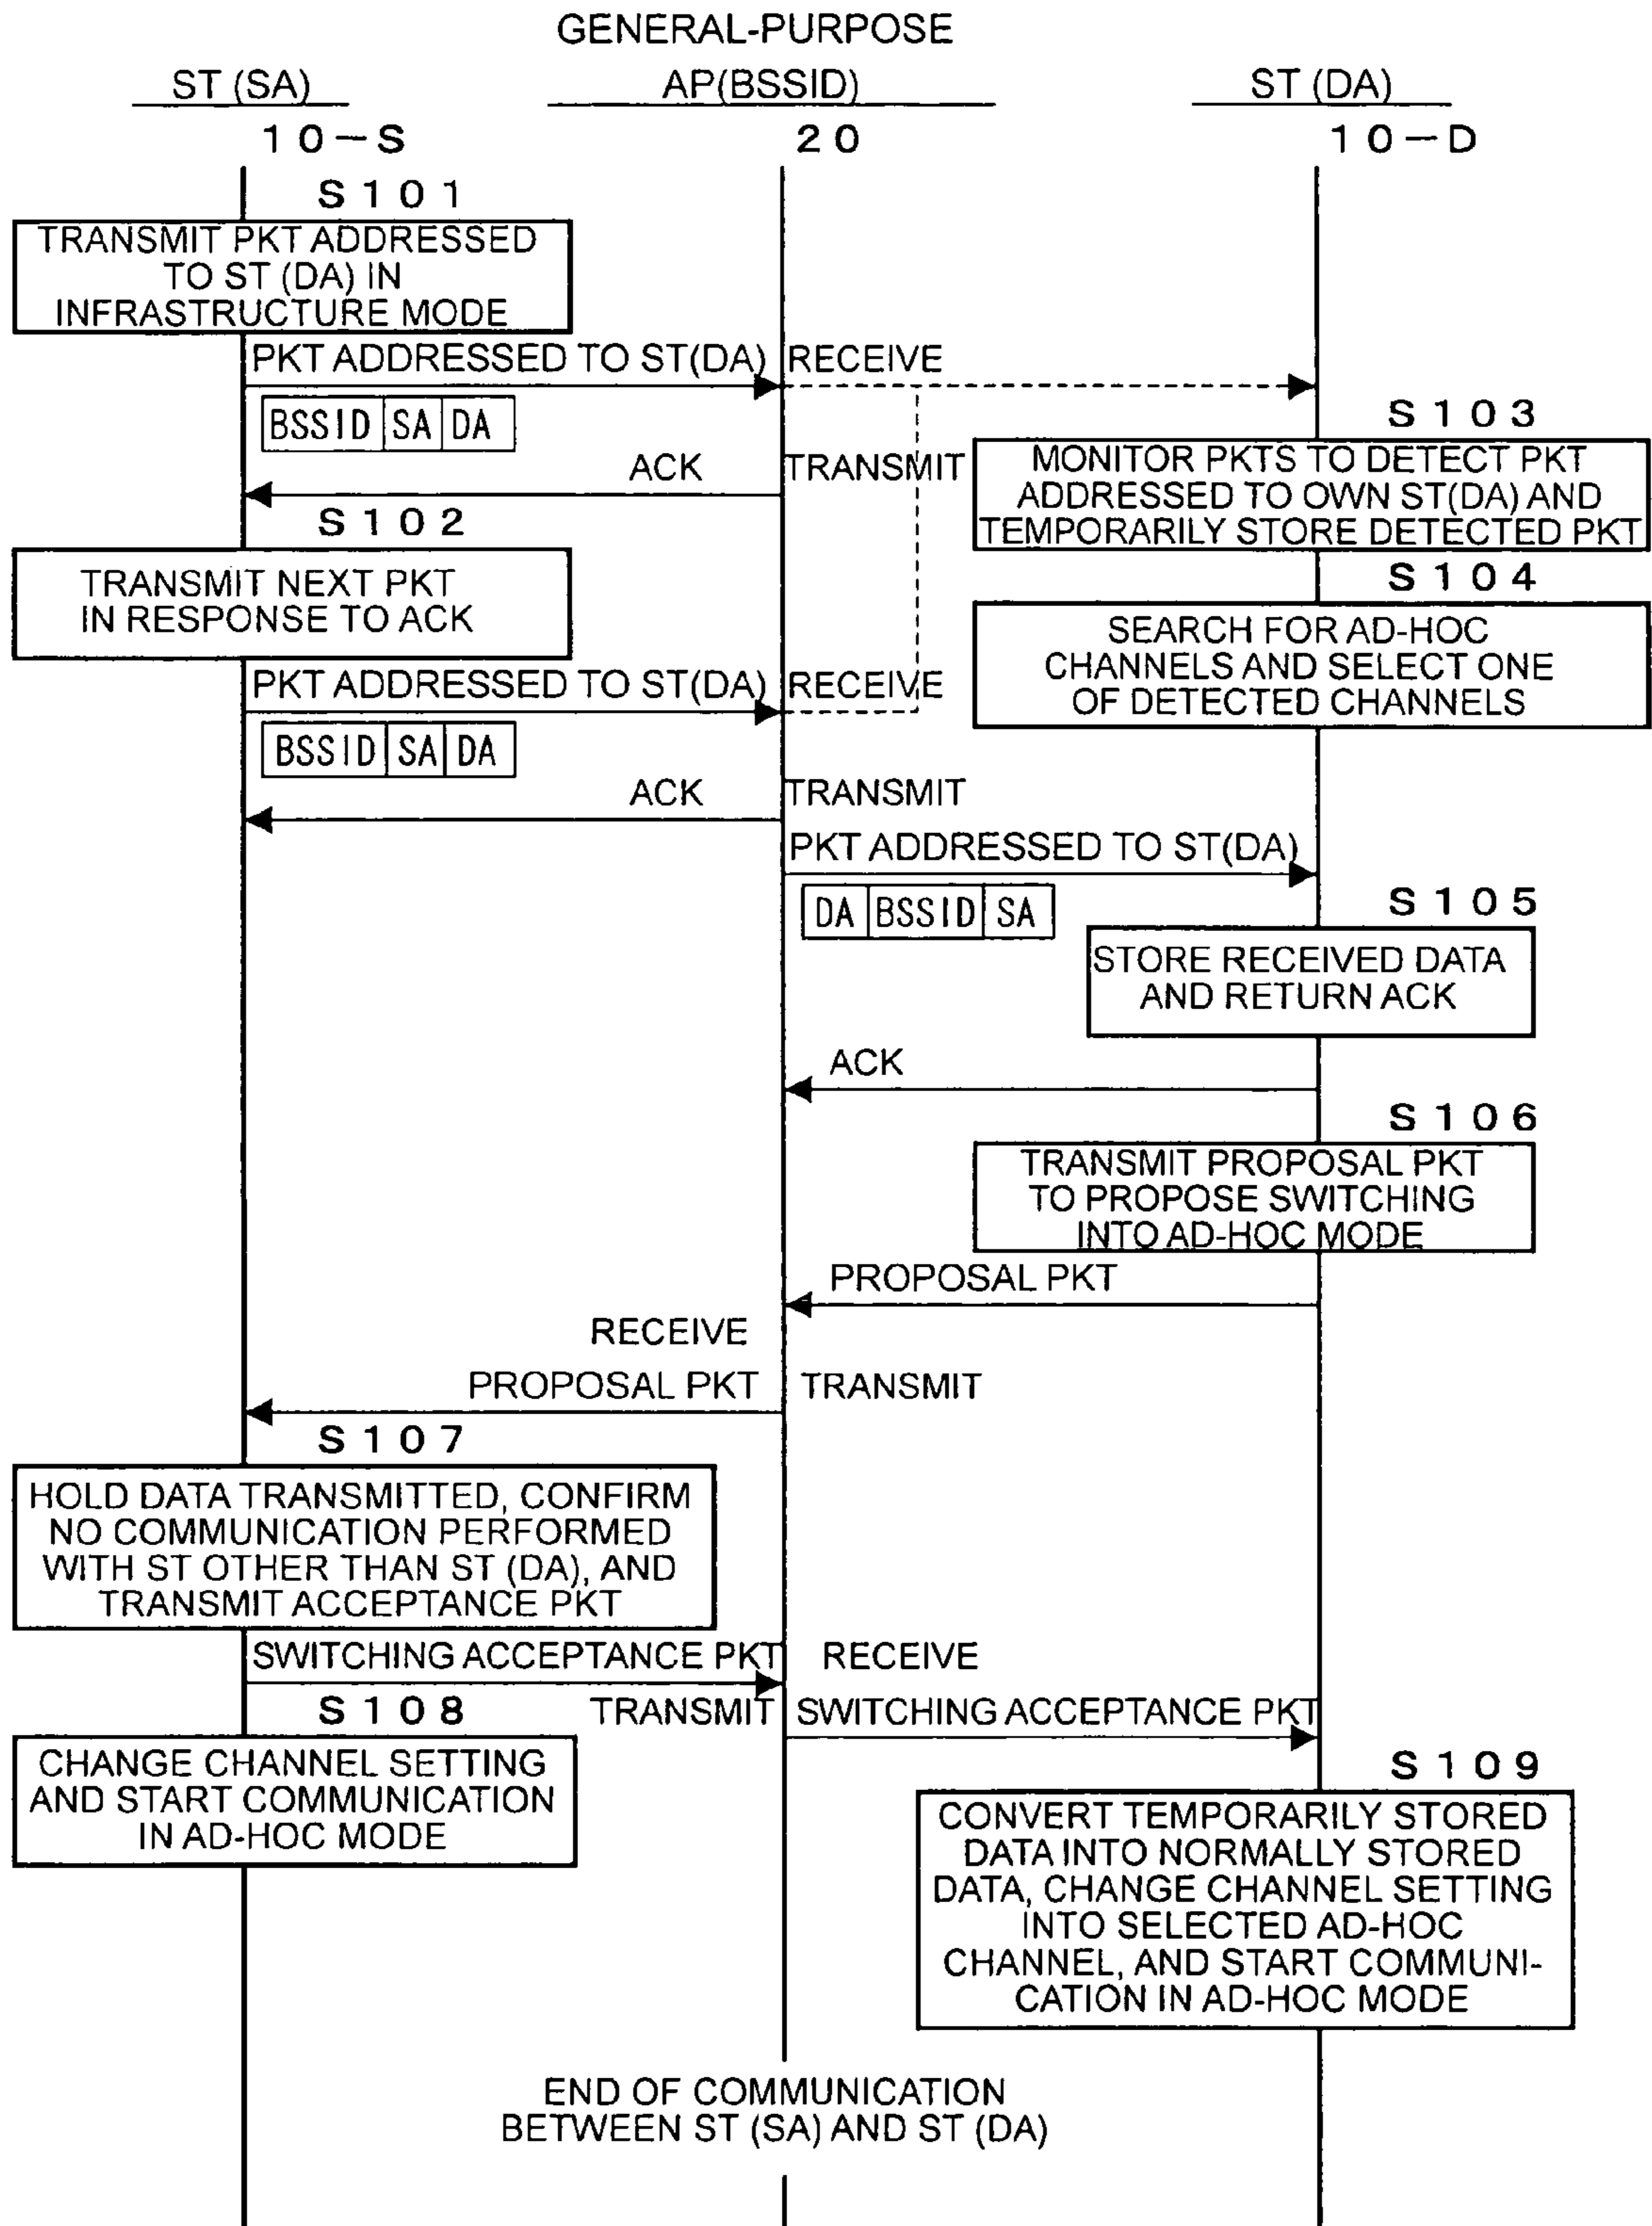 GENERAL-PURPOSE
ST (SA) AP(BSSID) ST (DA)
10-S 20 10-D
S101
TRANSMIT PKT ADDRESSED
TO ST (DA) IN
INFRASTRUCTURE MODE
PKT ADDRESSED TO ST(DA) RECEIVE
BSSID SA DA
S103
MONITOR PKTS TO DETECT PKT
ADDRESSED TO OWN ST(DA) AND
TEMPORARILY STORE DETECTED PKT
ACK TRANSMIT
S102
TRANSMIT NEXT PKT
IN RESPONSE TO ACK
S104
SEARCH FOR AD-HOC
CHANNELS AND SELECT ONE
OF DETECTED CHANNELS
PKT ADDRESSED TO ST(DA) RECEIVE
BSSID SA DA
ACK TRANSMIT
PKT ADDRESSED TO ST(DA)
DA BSSID SA
S105
STORE RECEIVED DATA
AND RETURN ACK
ACK
S106
TRANSMIT PROPOSAL PKT
TO PROPOSE SWITCHING
INTO AD-HOC MODE
PROPOSAL PKT
RECEIVE
PROPOSAL PKT TRANSMIT
S107
HOLD DATA TRANSMITTED, CONFIRM
NO COMMUNICATION PERFORMED
WITH ST OTHER THAN ST (DA), AND
TRANSMIT ACCEPTANCE PKT
SWITCHING ACCEPTANCE PKT RECEIVE
S108
TRANSMIT SWITCHING ACCEPTANCE PKT
CHANGE CHANNEL SETTING
AND START COMMUNICATION
IN AD-HOC MODE
S109
CONVERT TEMPORARILY STORED
DATA INTO NORMALLY STORED
DATA, CHANGE CHANNEL SETTING
INTO SELECTED AD-HOC
CHANNEL, AND START COMMUNI-
CATION IN AD-HOC MODE
END OF COMMUNICATION
BETWEEN ST (SA) AND ST (DA)